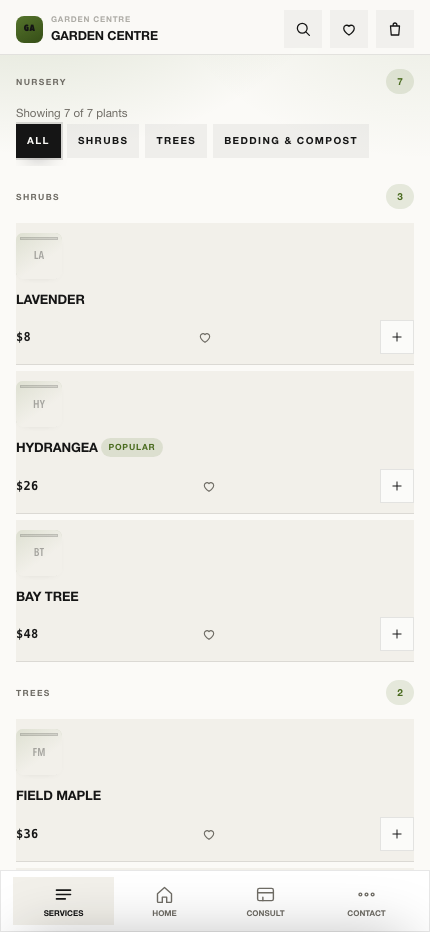 GA
GARDEN CENTRE
GARDEN CENTRE
NURSERY
7
Showing 7 of 7 plants
ALL
SHRUBS
TREES
BEDDING & COMPOST
SHRUBS
3
LA
LAVENDER
$8
HY
HYDRANGEA POPULAR
$26
BT
BAY TREE
$48
TREES
2
FM
FIELD MAPLE
$36
SERVICES
HOME
CONSULT
CONTACT